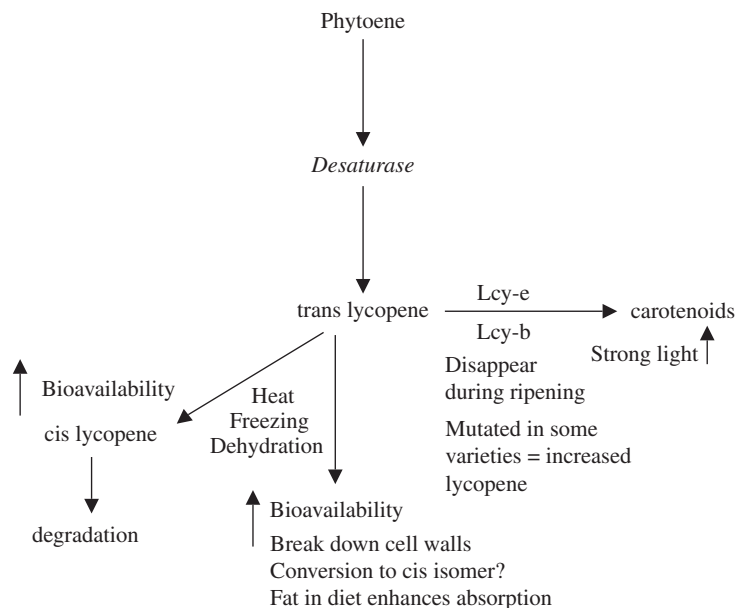 Phytoene
Desaturase
trans lycopene
Lcy-e
Lcy-b
carotenoids
Strong light
Disappear
during ripening
Mutated in some
varieties = increased
lycopene
Bioavailability
cis lycopene
degradation
Heat
Freezing
Dehydration
Bioavailability
Break down cell walls
Conversion to cis isomer?
Fat in diet enhances absorption